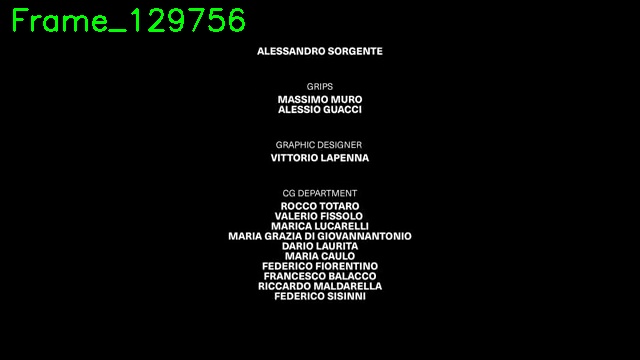 Frame_129756
ALESSANDRO SORGENTE
GRIPS
MASSIMO MURO
ALESSIO GUACCI
GRAPHIC DESIGNER
VITTORIO LAPENNA
CG DEPARTMENT
ROCCO TOTARO
VALERIO FISSOLO
MARICA LUCARELLI
MARIA GRAZIA DI GIOVANNANTONIO
DARIO LAURITA
MARIA CAULO
FEDERICO FIORENTINO
FRANCESCO BALACCO
RICCARDO MALDARELLA
FEDERICO SISINNI